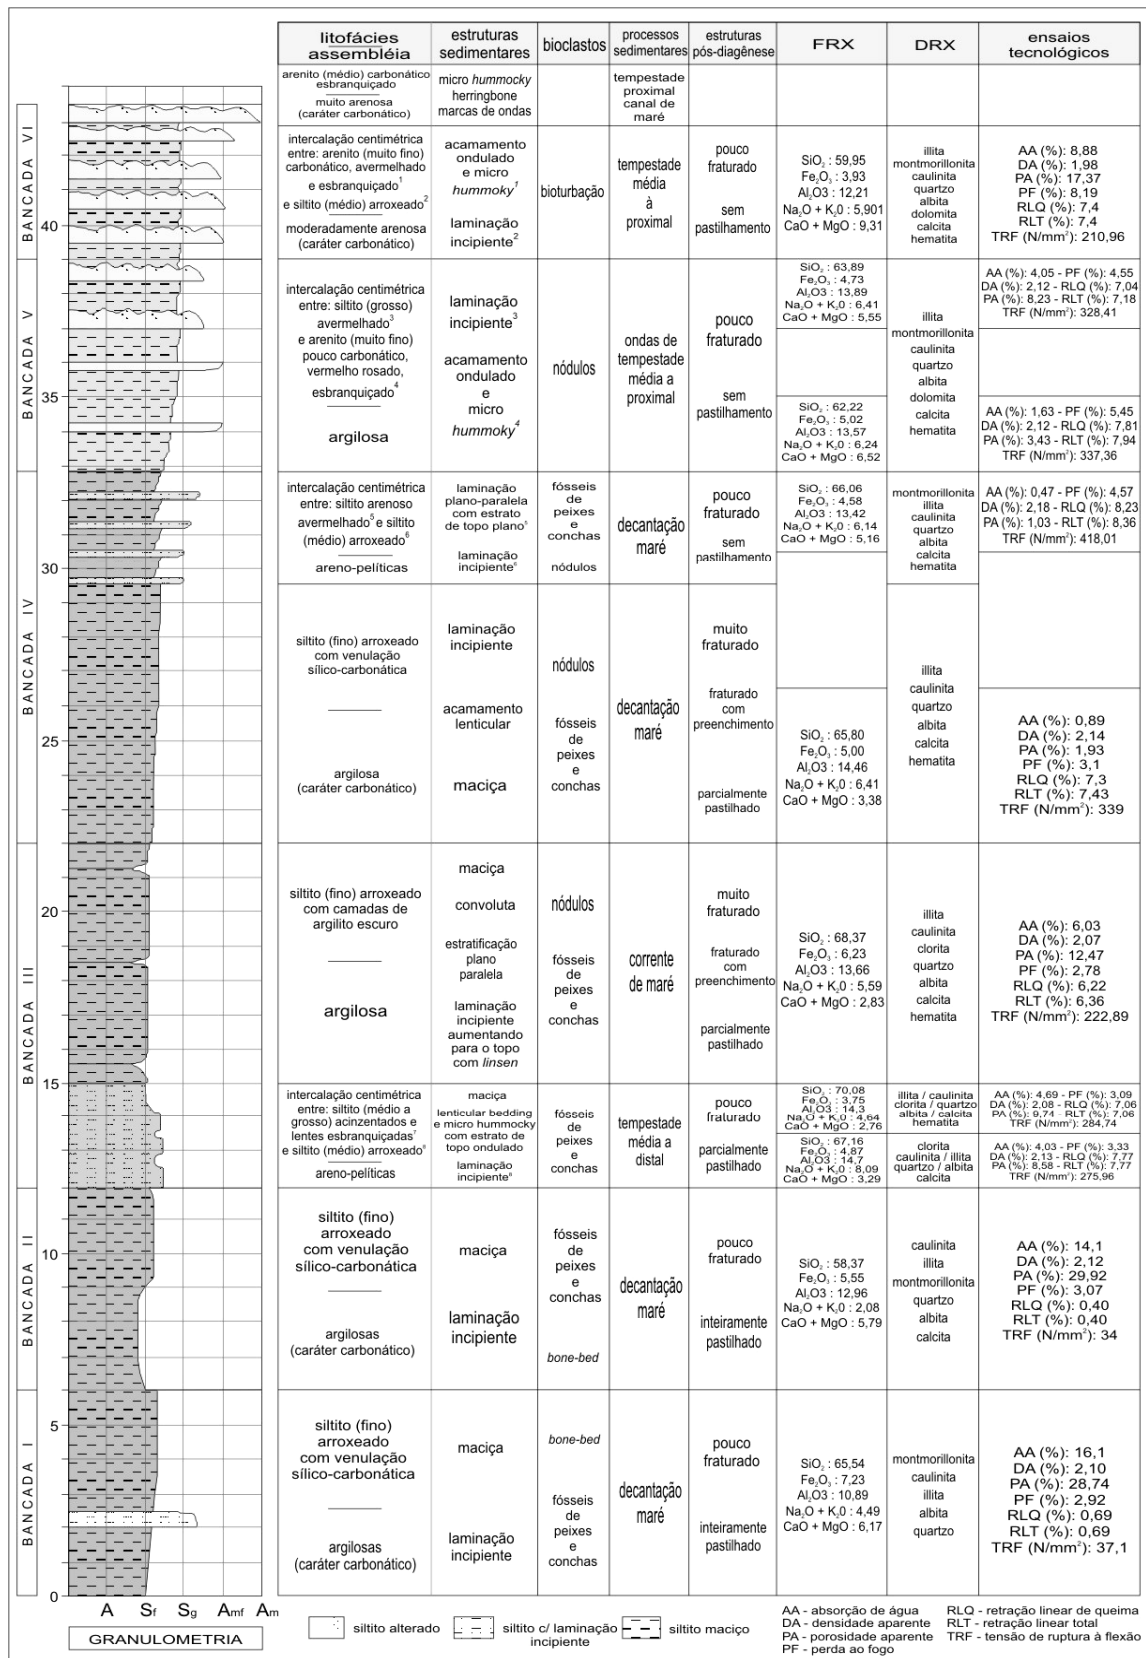 litofácies assembléia
estruturas sedimentares
bioclastos
processos sedimentares
estruturas pós-diagênese
FRX
DRX
ensaios tecnológicos
arenito (médio) carbonático
esbranquiçado
muito arenosa
(caráter carbonático)
micro hummocky
herringbone
marcas de ondas
tempestade
proximal
canal de
maré
BANCADA VI
40
intercalação centimétrica
entre: arenito (muito fino)
carbonático, avermelhado
e esbranquiçado¹
e siltito (médio) arroxeado²
moderadamente arenosa
(caráter carbonático)
acamamento
ondulado
e micro
hummoky¹
laminação
incipiente²
bioturbação
tempestade
média
à
proximal
pouco
fraturado
sem
pastilhamento
SiO₂ : 59,95
Fe₂O₃ : 3,93
Al₂O3 : 12,21
Na₂O + K₂0 : 5,901
CaO + MgO : 9,31
illita
montmorillonita
caulinita
quartzo
albita
dolomita
calcita
hematita
AA (%): 8,88
DA (%): 1,98
PA (%): 17,37
PF (%): 8,19
RLQ (%): 7,4
RLT (%): 7,4
TRF (N/mm²): 210,96
BANCADA V
35
intercalação centimétrica
entre: siltito (grosso)
avermelhado³
e arenito (muito fino)
pouco carbonático,
vermelho rosado,
esbranquiçado⁴
argilosa
laminação
incipiente³
acamamento
ondulado
e
micro
hummoky⁴
nódulos
ondas de
tempestade
média a
proximal
pouco
fraturado
sem
pastilhamento
SiO₂ : 63,89
Fe₂O₃ : 4,73
Al₂O3 : 13,89
Na₂O + K₂0 : 6,41
CaO + MgO : 5,55
SiO₂ : 62,22
Fe₂O₃ : 5,02
Al₂O3 : 13,57
Na₂O + K₂0 : 6,24
CaO + MgO : 6,52
illita
montmorillonita
caulinita
quartzo
albita
dolomita
calcita
hematita
AA (%): 4,05 - PF (%): 4,55
DA (%): 2,12 - RLQ (%): 7,04
PA (%): 8,23 - RLT (%): 7,18
TRF (N/mm²): 328,41
AA (%): 1,63 - PF (%): 5,45
DA (%): 2,12 - RLQ (%): 7,81
PA (%): 3,43 - RLT (%): 7,94
TRF (N/mm²): 337,36
BANCADA IV
30
25
intercalação centimétrica
entre: siltito arenoso
avermelhado⁵ e siltito
(médio) arroxeado⁶
areno-pelíticas
laminação
plano-paralela
com estrato
de topo plano⁵
laminação
incipiente⁶
fósseis
de
peixes
e
conchas
nódulos
decantação
maré
pouco
fraturado
sem
pastilhamento
SiO₂ : 66,06
Fe₂O₃ : 4,58
Al₂O3 : 13,42
Na₂O + K₂0 : 6,14
CaO + MgO : 5,16
montmorillonita
illita
caulinita
quartzo
albita
calcita
hematita
AA (%): 0,47 - PF (%): 4,57
DA (%): 2,18 - RLQ (%): 8,23
PA (%): 1,03 - RLT (%): 8,36
TRF (N/mm²): 418,01
siltito (fino) arroxeado
com venulação
sílico-carbonática
argilosa
(caráter carbonático)
laminação
incipiente
acamamento
lenticular
maciça
nódulos
fósseis
de
peixes
e
conchas
decantação
maré
muito
fraturado
fraturado
com
preenchimento
parcialmente
pastilhado
SiO₂ : 65,80
Fe₂O₃ : 5,00
Al₂O3 : 14,46
Na₂O + K₂0 : 6,41
CaO + MgO : 3,38
illita
caulinita
quartzo
albita
calcita
hematita
AA (%): 0,89
DA (%): 2,14
PA (%): 1,93
PF (%): 3,1
RLQ (%): 7,3
RLT (%): 7,43
TRF (N/mm²): 339
BANCADA III
20
15
siltito (fino) arroxeado
com camadas de
argilito escuro
argilosa
maciça
convoluta
estratificação
plano
paralela
laminação
incipiente
aumentando
para o topo
com linsen
nódulos
fósseis
de
peixes
e
conchas
corrente
de maré
muito
fraturado
fraturado
com
preenchimento
parcialmente
pastilhado
SiO₂ : 68,37
Fe₂O₃ : 6,23
Al₂O3 : 13,66
Na₂O + K₂0 : 5,59
CaO + MgO : 2,83
illita
caulinita
clorita
quartzo
albita
calcita
hematita
AA (%): 6,03
DA (%): 2,07
PA (%): 12,47
PF (%): 2,78
RLQ (%): 6,22
RLT (%): 6,36
TRF (N/mm²): 222,89
intercalação centimétrica
entre: siltito (médio a
grosso) acinzentados e
lentes esbranquiçadas⁷
e siltito (médio) arroxeado⁸
areno-pelíticas
maciça
lenticular bedding
e micro hummocky
com estrato de
topo ondulado
laminação
incipiente⁸
fósseis
de
peixes
e
conchas
tempestade
média a
distal
pouco
fraturado
parcialmente
pastilhado
SiO₂ : 70,08
Fe₂O₃ : 3,75
Al₂O3 : 14,3
Na₂O + K₂0 : 4,64
CaO + MgO : 2,76
SiO₂ : 67,16
Fe₂O₃ : 4,87
Al₂O3 : 14,7
Na₂O + K₂0 : 8,09
CaO + MgO : 3,29
illita / caulinita
clorita / quartzo
albita / calcita
hematita
clorita
caulinita / illita
quartzo / albita
calcita
AA (%): 4,69 - PF (%): 3,09
DA (%): 2,08 - RLQ (%): 7,06
PA (%): 9,74 - RLT (%): 7,06
TRF (N/mm²): 284,74
AA (%): 4,03 - PF (%): 3,33
DA (%): 2,13 - RLQ (%): 7,77
PA (%): 8,58 - RLT (%): 7,77
TRF (N/mm²): 275,96
BANCADA II
10
siltito (fino)
arroxeado
com venulação
sílico-carbonática
argilosas
(caráter carbonático)
maciça
laminação
incipiente
fósseis
de peixes
e
conchas
bone-bed
decantação
maré
pouco
fraturado
inteiramente
pastilhado
SiO₂ : 58,37
Fe₂O₃ : 5,55
Al₂O3 : 12,96
Na₂O + K₂0 : 2,08
CaO + MgO : 5,79
caulinita
illita
montmorillonita
quartzo
albita
calcita
AA (%): 14,1
DA (%): 2,12
PA (%): 29,92
PF (%): 3,07
RLQ (%): 0,40
RLT (%): 0,40
TRF (N/mm²): 34
BANCADA I
5
0
siltito (fino)
arroxeado
com venulação
sílico-carbonática
argilosas
(caráter carbonático)
maciça
laminação
incipiente
bone-bed
fósseis
de
peixes
e
conchas
decantação
maré
pouco
fraturado
inteiramente
pastilhado
SiO₂ : 65,54
Fe₂O₃ : 7,23
Al₂O3 : 10,89
Na₂O + K₂0 : 4,49
CaO + MgO : 6,17
montmorillonita
caulinita
illita
albita
quartzo
AA (%): 16,1
DA (%): 2,10
PA (%): 28,74
PF (%): 2,92
RLQ (%): 0,69
RLT (%): 0,69
TRF (N/mm²): 37,1
A Sf Sg Amf Am
GRANULOMETRIA
siltito alterado
siltito c/ laminação
incipiente
siltito maciço
AA - absorção de água RLQ - retração linear de queima
DA - densidade aparente RLT - retração linear total
PA - porosidade aparente TRF - tensão de ruptura à flexão
PF - perda ao fogo